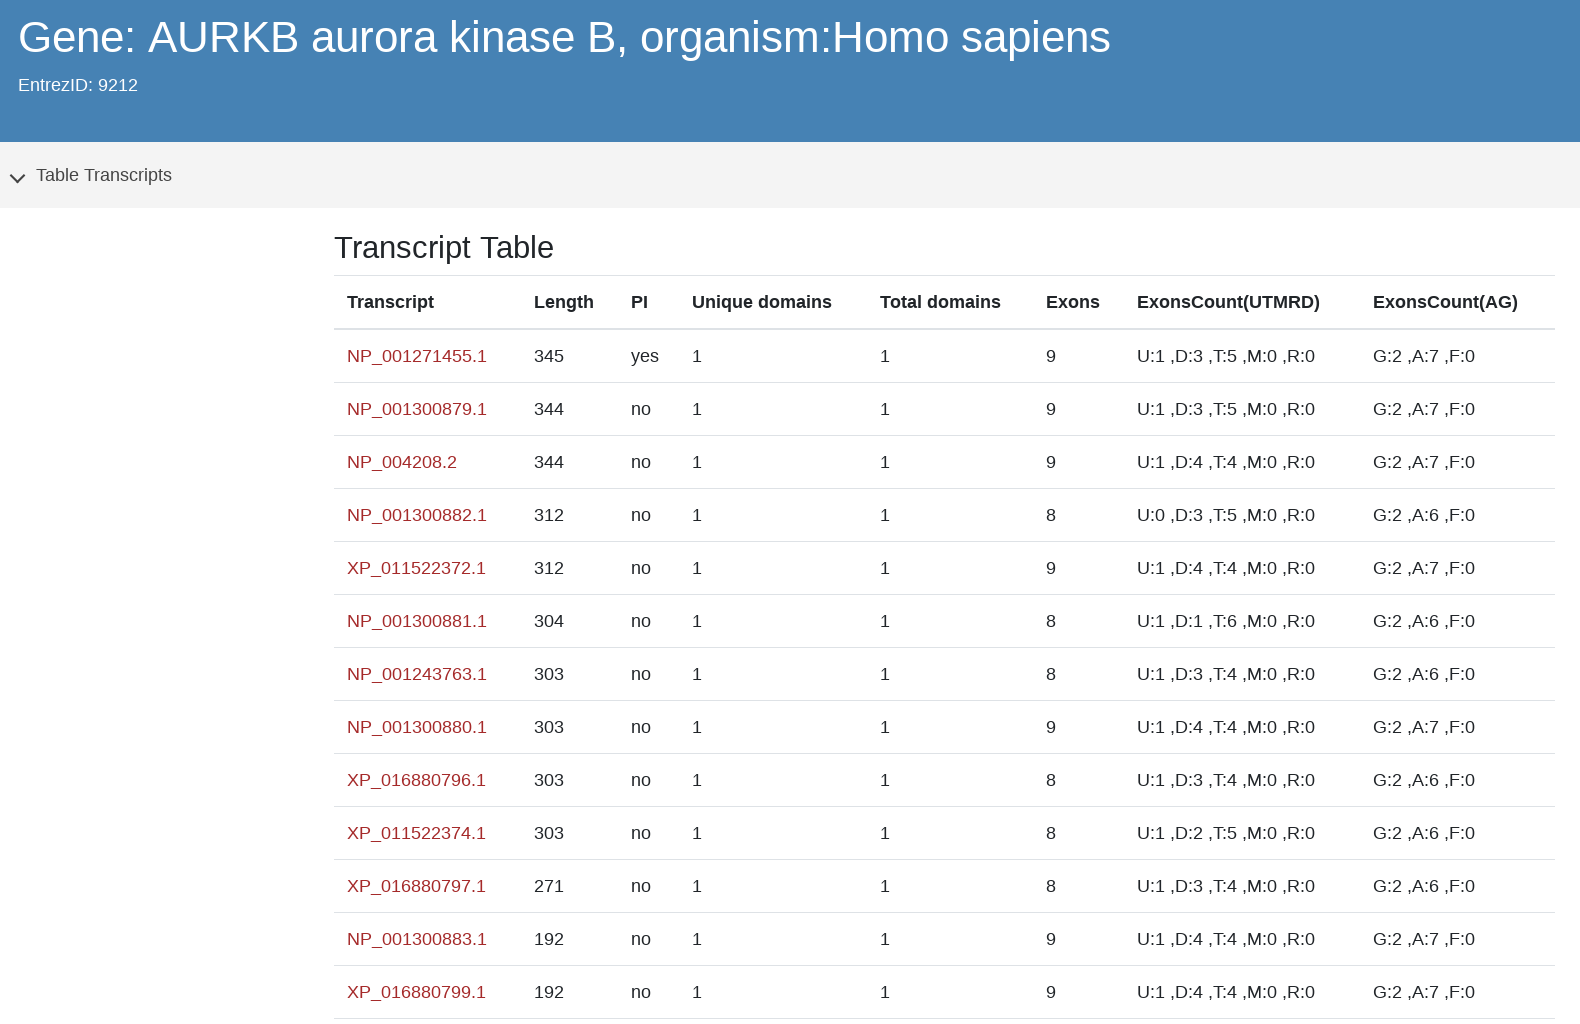 Gene: AURKB aurora kinase B, organism:Homo sapiens
EntrezID: 9212
Table Transcripts
Transcript Table
Transcript Length PI Unique domains Total domains Exons ExonsCount(UTMRD) ExonsCount(AG)
NP_001271455.1 345 yes 1 1 9 U:1 ,D:3 ,T:5 ,M:0 ,R:0 G:2 ,A:7 ,F:0
NP_001300879.1 344 no 1 1 9 U:1 ,D:3 ,T:5 ,M:0 ,R:0 G:2 ,A:7 ,F:0
NP_004208.2 344 no 1 1 9 U:1 ,D:4 ,T:4 ,M:0 ,R:0 G:2 ,A:7 ,F:0
NP_001300882.1 312 no 1 1 8 U:0 ,D:3 ,T:5 ,M:0 ,R:0 G:2 ,A:6 ,F:0
XP_011522372.1 312 no 1 1 9 U:1 ,D:4 ,T:4 ,M:0 ,R:0 G:2 ,A:7 ,F:0
NP_001300881.1 304 no 1 1 8 U:1 ,D:1 ,T:6 ,M:0 ,R:0 G:2 ,A:6 ,F:0
NP_001243763.1 303 no 1 1 8 U:1 ,D:3 ,T:4 ,M:0 ,R:0 G:2 ,A:6 ,F:0
NP_001300880.1 303 no 1 1 9 U:1 ,D:4 ,T:4 ,M:0 ,R:0 G:2 ,A:7 ,F:0
XP_016880796.1 303 no 1 1 8 U:1 ,D:3 ,T:4 ,M:0 ,R:0 G:2 ,A:6 ,F:0
XP_011522374.1 303 no 1 1 8 U:1 ,D:2 ,T:5 ,M:0 ,R:0 G:2 ,A:6 ,F:0
XP_016880797.1 271 no 1 1 8 U:1 ,D:3 ,T:4 ,M:0 ,R:0 G:2 ,A:6 ,F:0
NP_001300883.1 192 no 1 1 9 U:1 ,D:4 ,T:4 ,M:0 ,R:0 G:2 ,A:7 ,F:0
XP_016880799.1 192 no 1 1 9 U:1 ,D:4 ,T:4 ,M:0 ,R:0 G:2 ,A:7 ,F:0